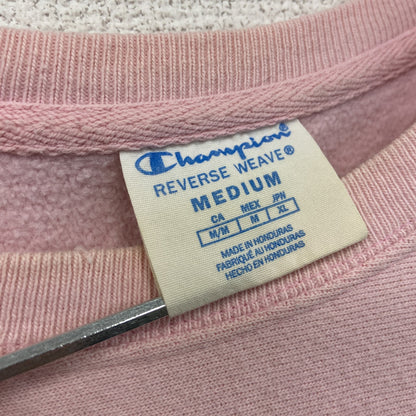 Champion
REVERSE WEAVE®
MEDIUM
CA MEX JPN
M/M M XL
MADE IN HONDURAS
FABRIQUÉ AU HONDURAS
HECHO EN HONDURAS